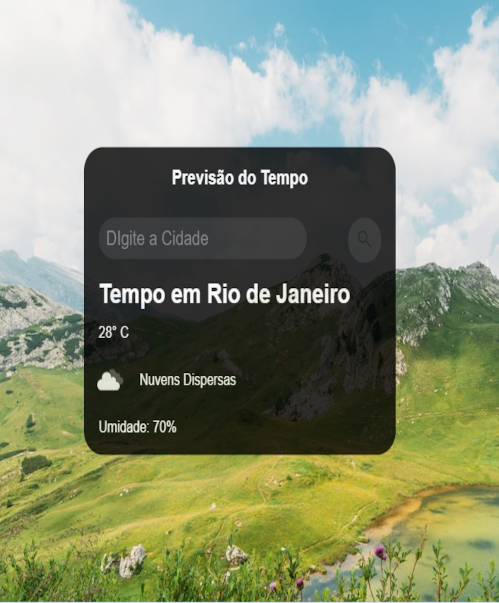 Previsão do Tempo
DIgite a Cidade
Tempo em Rio de Janeiro
28° C
Nuvens Dispersas
Umidade: 70%